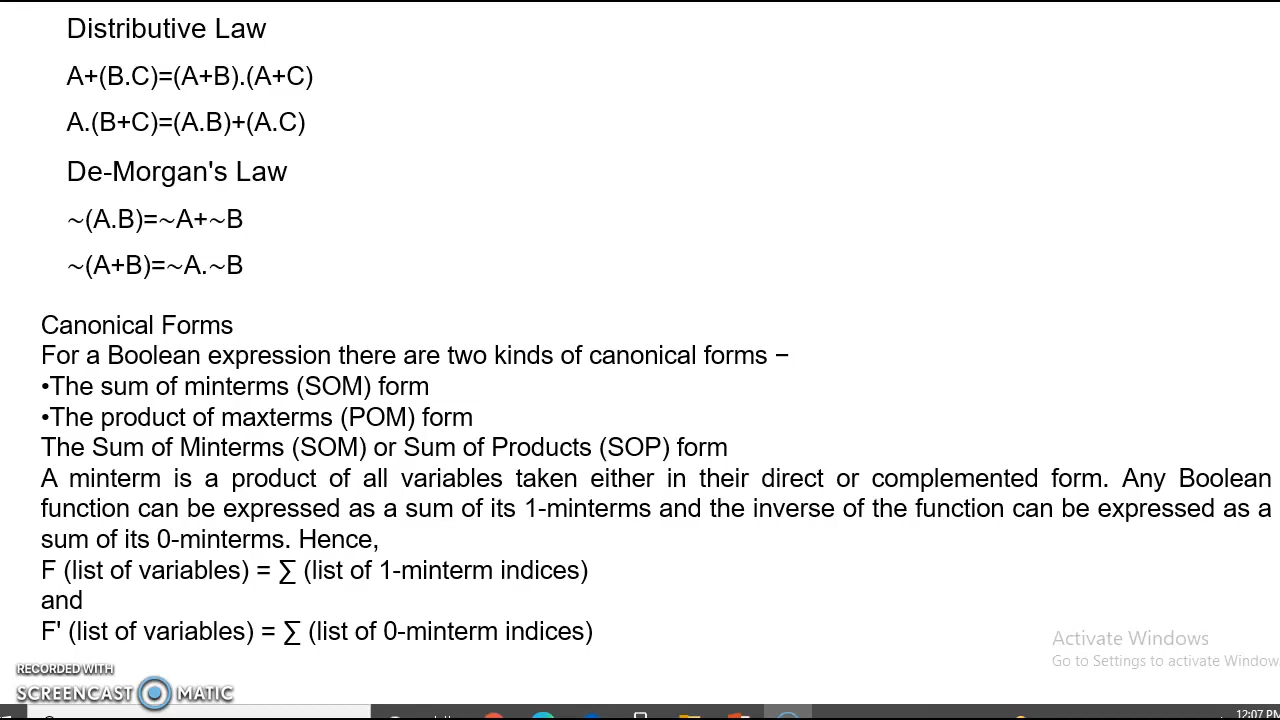 Distributive Law
A+(B.C)=(A+B).(A+C)
A.(B+C)=(A.B)+(A.C)
De-Morgan's Law
~(A.B)=~A+~B
~(A+B)=~A.~B
Canonical Forms
For a Boolean expression there are two kinds of canonical forms −
•The sum of minterms (SOM) form
•The product of maxterms (POM) form
The Sum of Minterms (SOM) or Sum of Products (SOP) form
A minterm is a product of all variables taken either in their direct or complemented form. Any Boolean
function can be expressed as a sum of its 1-minterms and the inverse of the function can be expressed as a
sum of its 0-minterms. Hence,
F (list of variables) = ∑ (list of 1-minterm indices)
and
F' (list of variables) = ∑ (list of 0-minterm indices)
Activate Windows
Go to Settings to activate Window
RECORDED WITH
SCREENCAST MATIC
12:07 PM